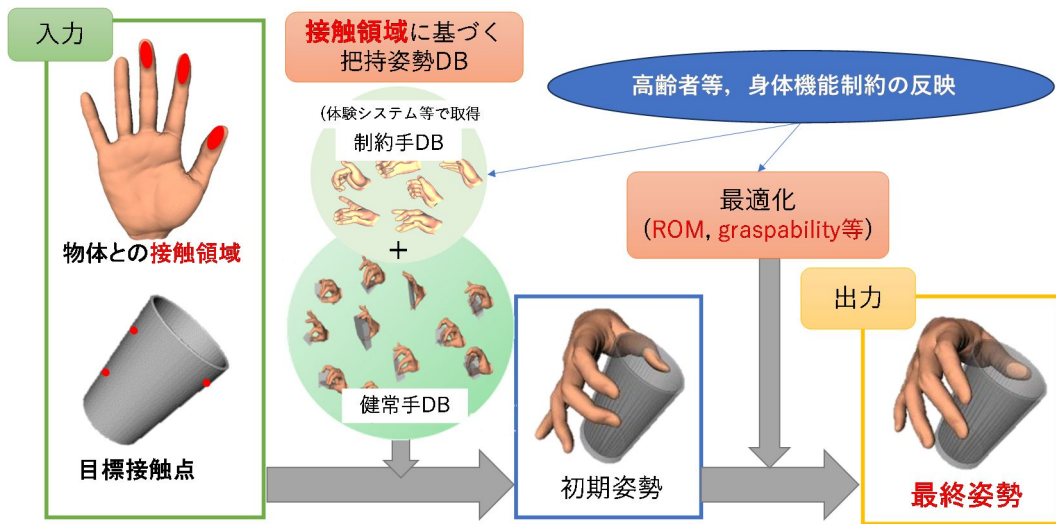 入力
物体との接触領域
目標接触点
接触領域に基づく
把持姿勢DB
(体験システム等で取得
制約手DB
+
健常手DB
高齢者等，身体機能制約の反映
最適化
(ROM, graspability等)
初期姿勢
出力
最終姿勢